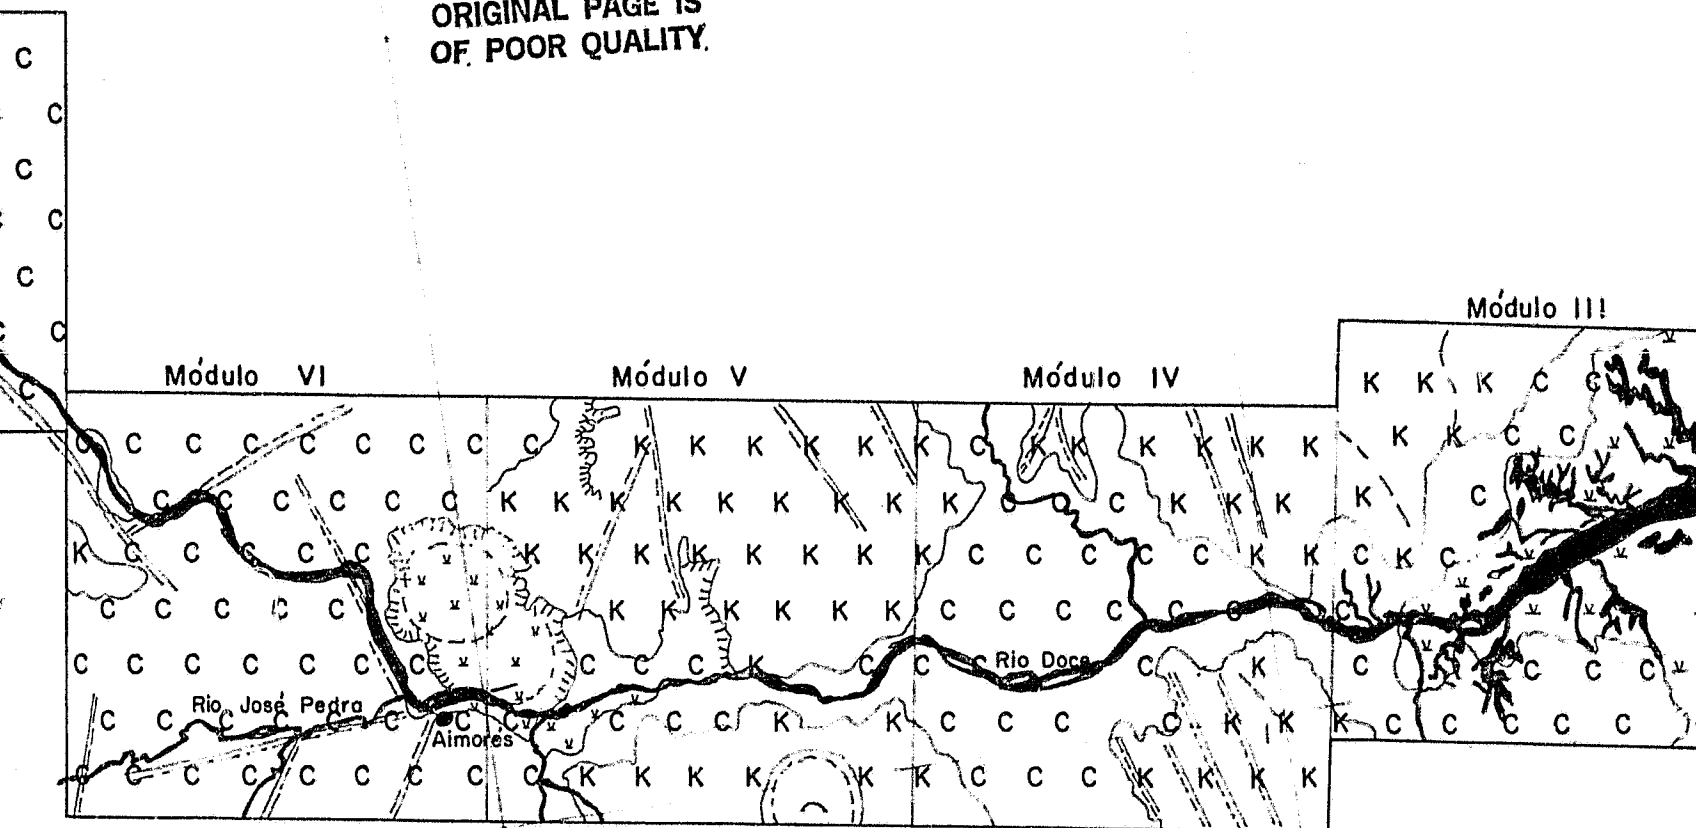 ORIGINAL PAGE IS
OF POOR QUALITY
Módulo III
Módulo VI
Módulo V
Módulo IV
C
C
C
C
C
C
C
K K K C C
C C C C C C C C C K K K K K K C K K K K K K
K K C C
C C C C C C K K K K K K K K K C C C K K K
K C
K C C C C C K K K K K K K K C C C C C K K C K C
C C C C C K K K K K K C C C C C C C
C C C C C C C C C C K C C C Rio Doce C K C C C C
Rio José Pedro
C C C C C C C C C C C K K C C C C K K K C C C C C
Aimorés
C C C C C C C C C K K K K K K C C C K K K K